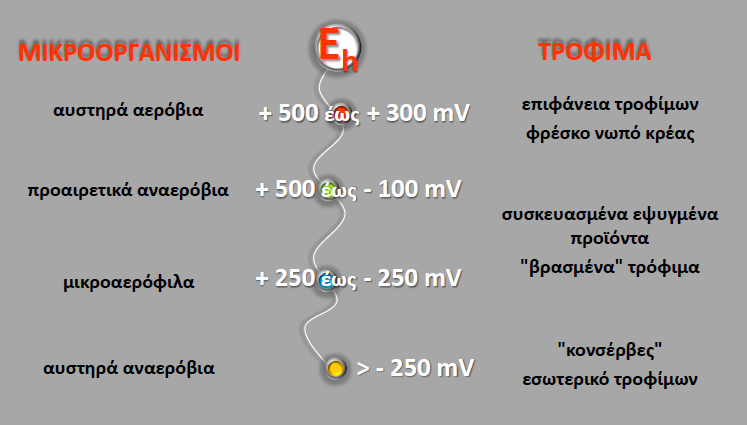 ΜΙΚΡΟΟΡΓΑΝΙΣΜΟΙ
Eh
ΤΡΟΦΙΜΑ
αυστηρά αερόβια
+ 500 έως + 300 mV
επιφάνεια τροφίμων
φρέσκο νωπό κρέας
προαιρετικά αναερόβια
+ 500 έως - 100 mV
συσκευασμένα εψυγμένα
προϊόντα
μικροαερόφιλα
+ 250 έως - 250 mV
"βρασμένα" τρόφιμα
αυστηρά αναερόβια
> - 250 mV
"κονσέρβες"
εσωτερικό τροφίμων